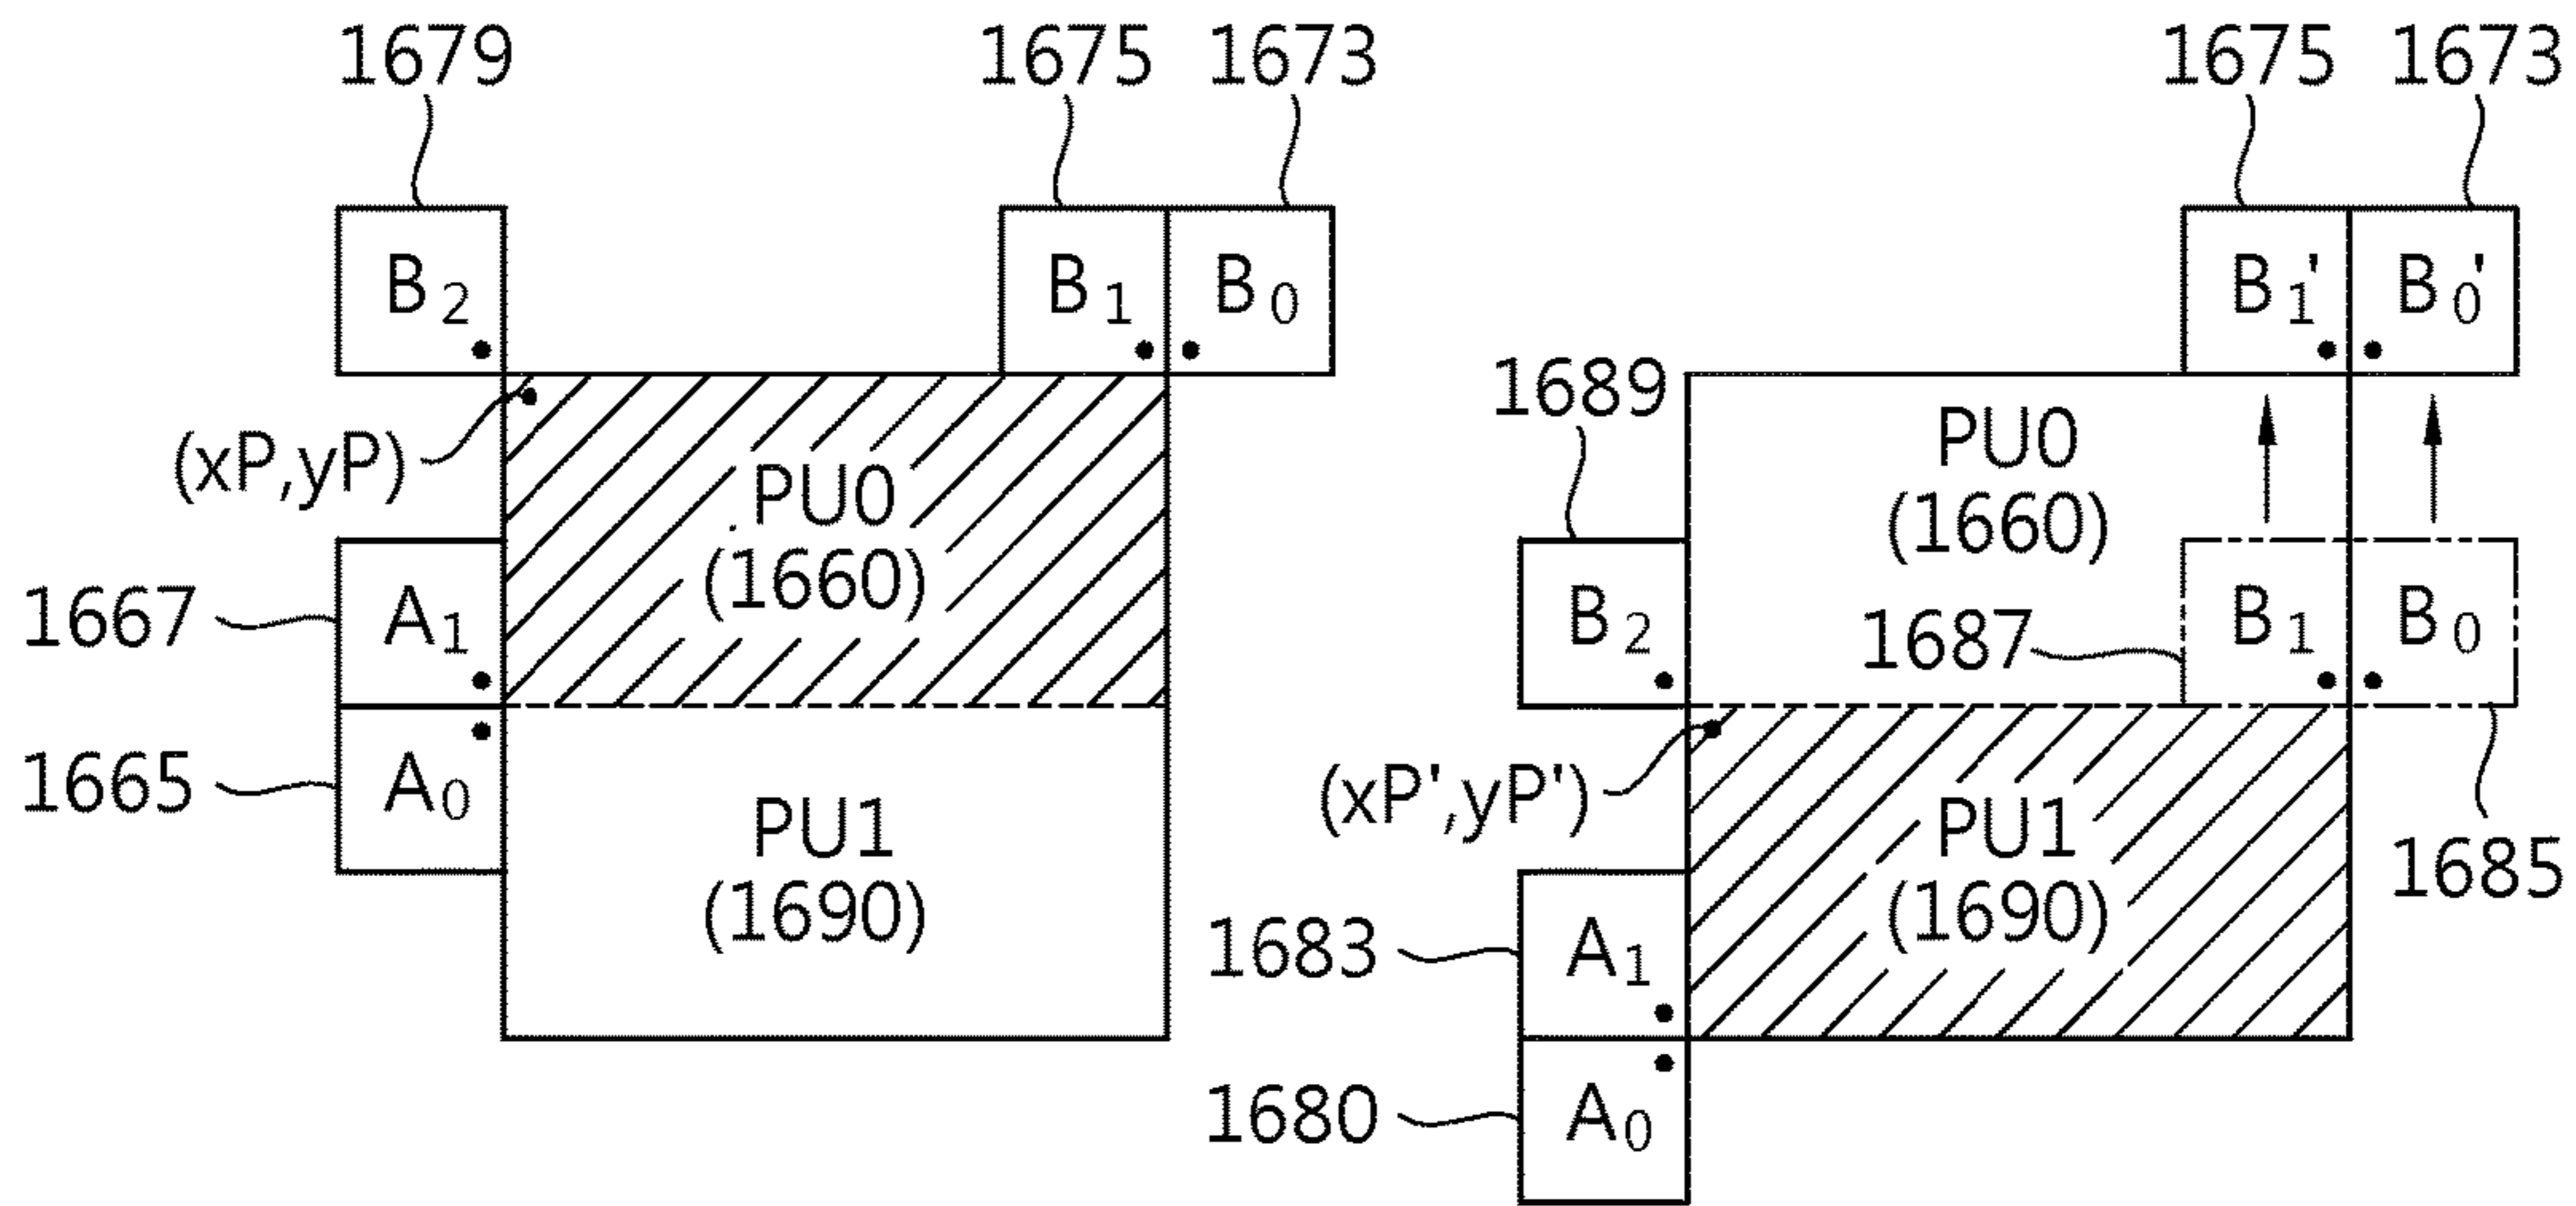 1679 1675 1673
B2 B1 B0
(xP,yP)
PU0
(1660)
1667 A1
1665 A0
PU1
(1690)
1675 1673
B1' B0'
1689
PU0
(1660)
B2 B1 B0
1687
(xP',yP')
PU1
(1690)
1685
1683 A1
1680 A0